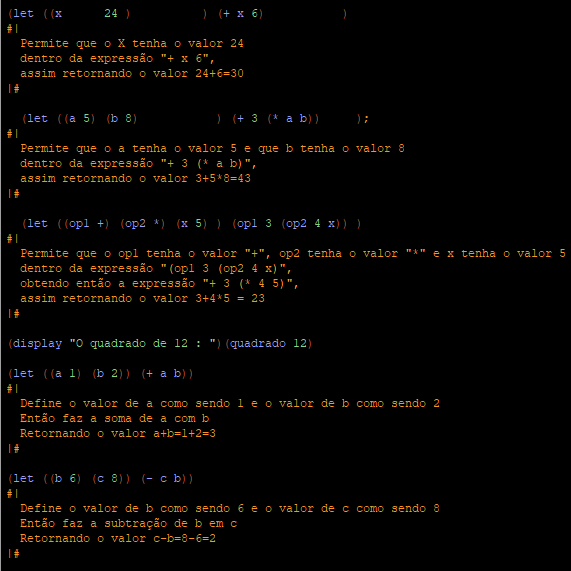 (let ((x      24 )          ) (+ x 6)           )
#|
  Permite que o X tenha o valor 24
  dentro da expressão "+ x 6",
  assim retornando o valor 24+6=30
|#
  (let ((a 5) (b 8)           ) (+ 3 (* a b))     );
#|
  Permite que o a tenha o valor 5 e que b tenha o valor 8
  dentro da expressão "+ 3 (* a b)",
  assim retornando o valor 3+5*8=43
|#
  (let ((op1 +) (op2 *) (x 5) ) (op1 3 (op2 4 x)) )
#|
  Permite que o op1 tenha o valor "+", op2 tenha o valor "*" e x tenha o valor 5
  dentro da expressão "(op1 3 (op2 4 x)",
  obtendo então a expressão "+ 3 (* 4 5)",
  assim retornando o valor 3+4*5 = 23
|#
(display "O quadrado de 12 : ")(quadrado 12)
(let ((a 1) (b 2)) (+ a b))
#|
  Define o valor de a como sendo 1 e o valor de b como sendo 2
  Então faz a soma de a com b
  Retornando o valor a+b=1+2=3
|#
(let ((b 6) (c 8)) (- c b))
#|
  Define o valor de b como sendo 6 e o valor de c como sendo 8
  Então faz a subtração de b em c
  Retornando o valor c-b=8-6=2
|#